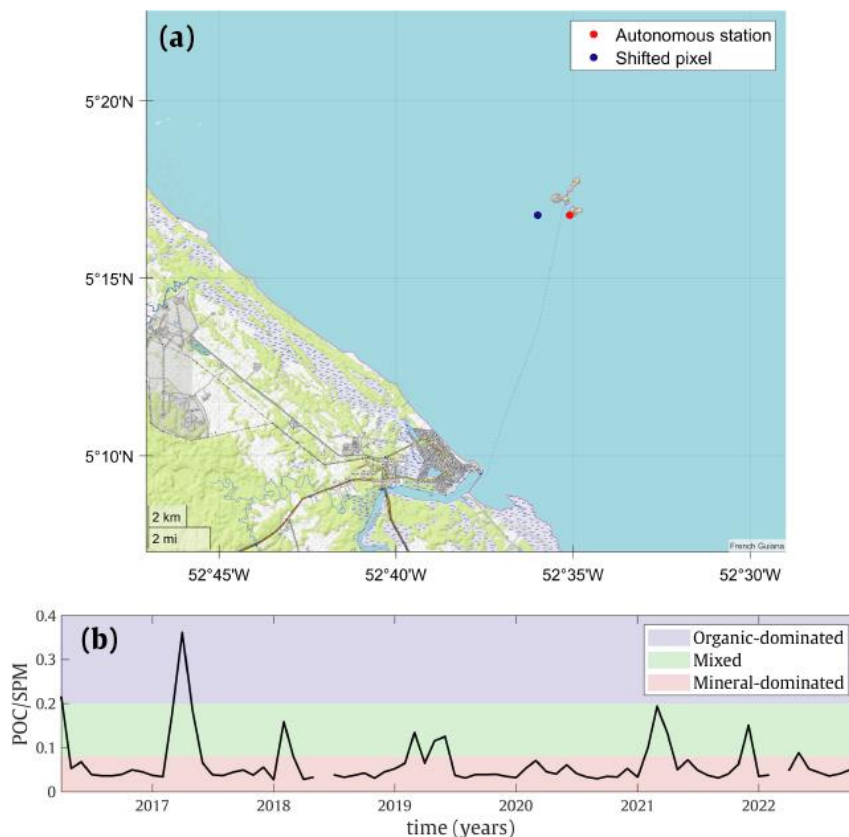 (a)
Autonomous station
Shifted pixel
5°20'N
5°15'N
5°10'N
2 km
2 mi
French Guiana
52°45'W 52°40'W 52°35'W 52°30'W
(b)
Organic-dominated
Mixed
Mineral-dominated
POC/SPM
0.4
0.3
0.2
0.1
0
2017 2018 2019 2020 2021 2022
time (years)